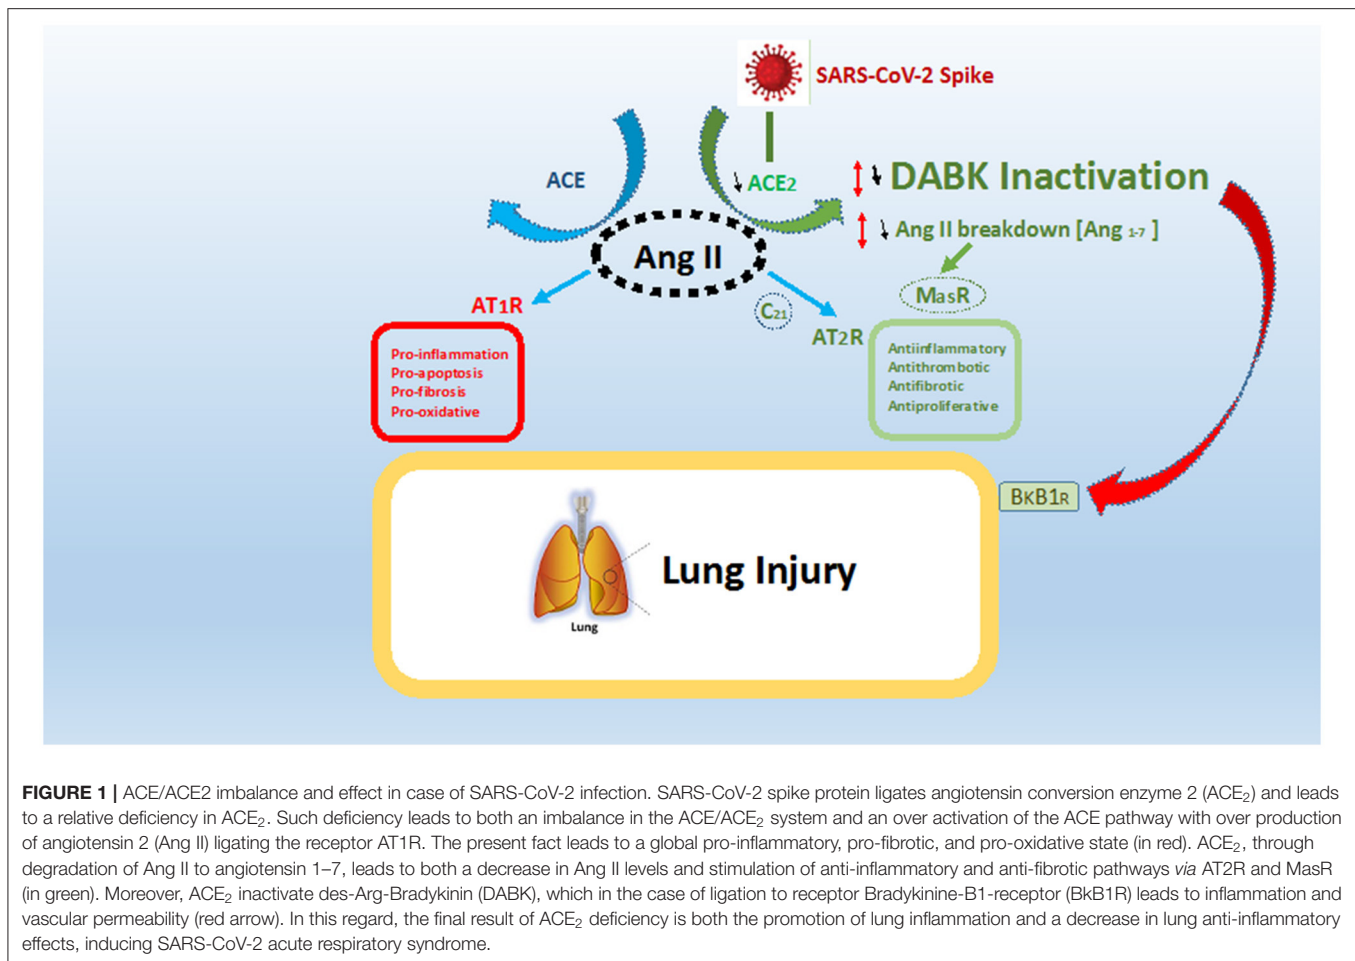 SARS-CoV-2 Spike
ACE
ACE2
DABK Inactivation
Ang II breakdown [Ang 1-7 ]
Ang II
MasR
AT1R
C21
AT2R
Pro-inflammation
Pro-apoptosis
Pro-fibrosis
Pro-oxidative
Antiinflammatory
Antithrombotic
Antifibrotic
Antiproliferative
BKB1R
Lung Injury
Lung
FIGURE 1 | ACE/ACE2 imbalance and effect in case of SARS-CoV-2 infection. SARS-CoV-2 spike protein ligates angiotensin conversion enzyme 2 (ACE2) and leads
to a relative deficiency in ACE2. Such deficiency leads to both an imbalance in the ACE/ACE2 system and an over activation of the ACE pathway with over production
of angiotensin 2 (Ang II) ligating the receptor AT1R. The present fact leads to a global pro-inflammatory, pro-fibrotic, and pro-oxidative state (in red). ACE2, through
degradation of Ang II to angiotensin 1–7, leads to both a decrease in Ang II levels and stimulation of anti-inflammatory and anti-fibrotic pathways via AT2R and MasR
(in green). Moreover, ACE2 inactivate des-Arg-Bradykinin (DABK), which in the case of ligation to receptor Bradykinine-B1-receptor (BkB1R) leads to inflammation and
vascular permeability (red arrow). In this regard, the final result of ACE2 deficiency is both the promotion of lung inflammation and a decrease in lung anti-inflammatory
effects, inducing SARS-CoV-2 acute respiratory syndrome.